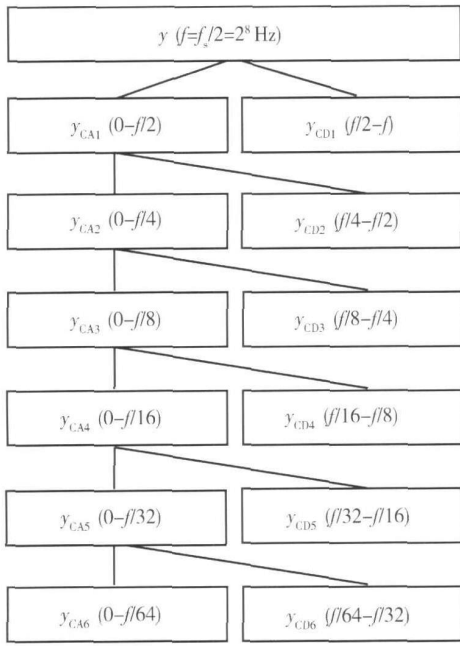 y (f=fs/2=2⁸ Hz)
yCA1 (0–f/2)
yCD1 (f/2–f)
yCA2 (0–f/4)
yCD2 (f/4–f/2)
yCA3 (0–f/8)
yCD3 (f/8–f/4)
yCA4 (0–f/16)
yCD4 (f/16–f/8)
yCA5 (0–f/32)
yCD5 (f/32–f/16)
yCA6 (0–f/64)
yCD6 (f/64–f/32)